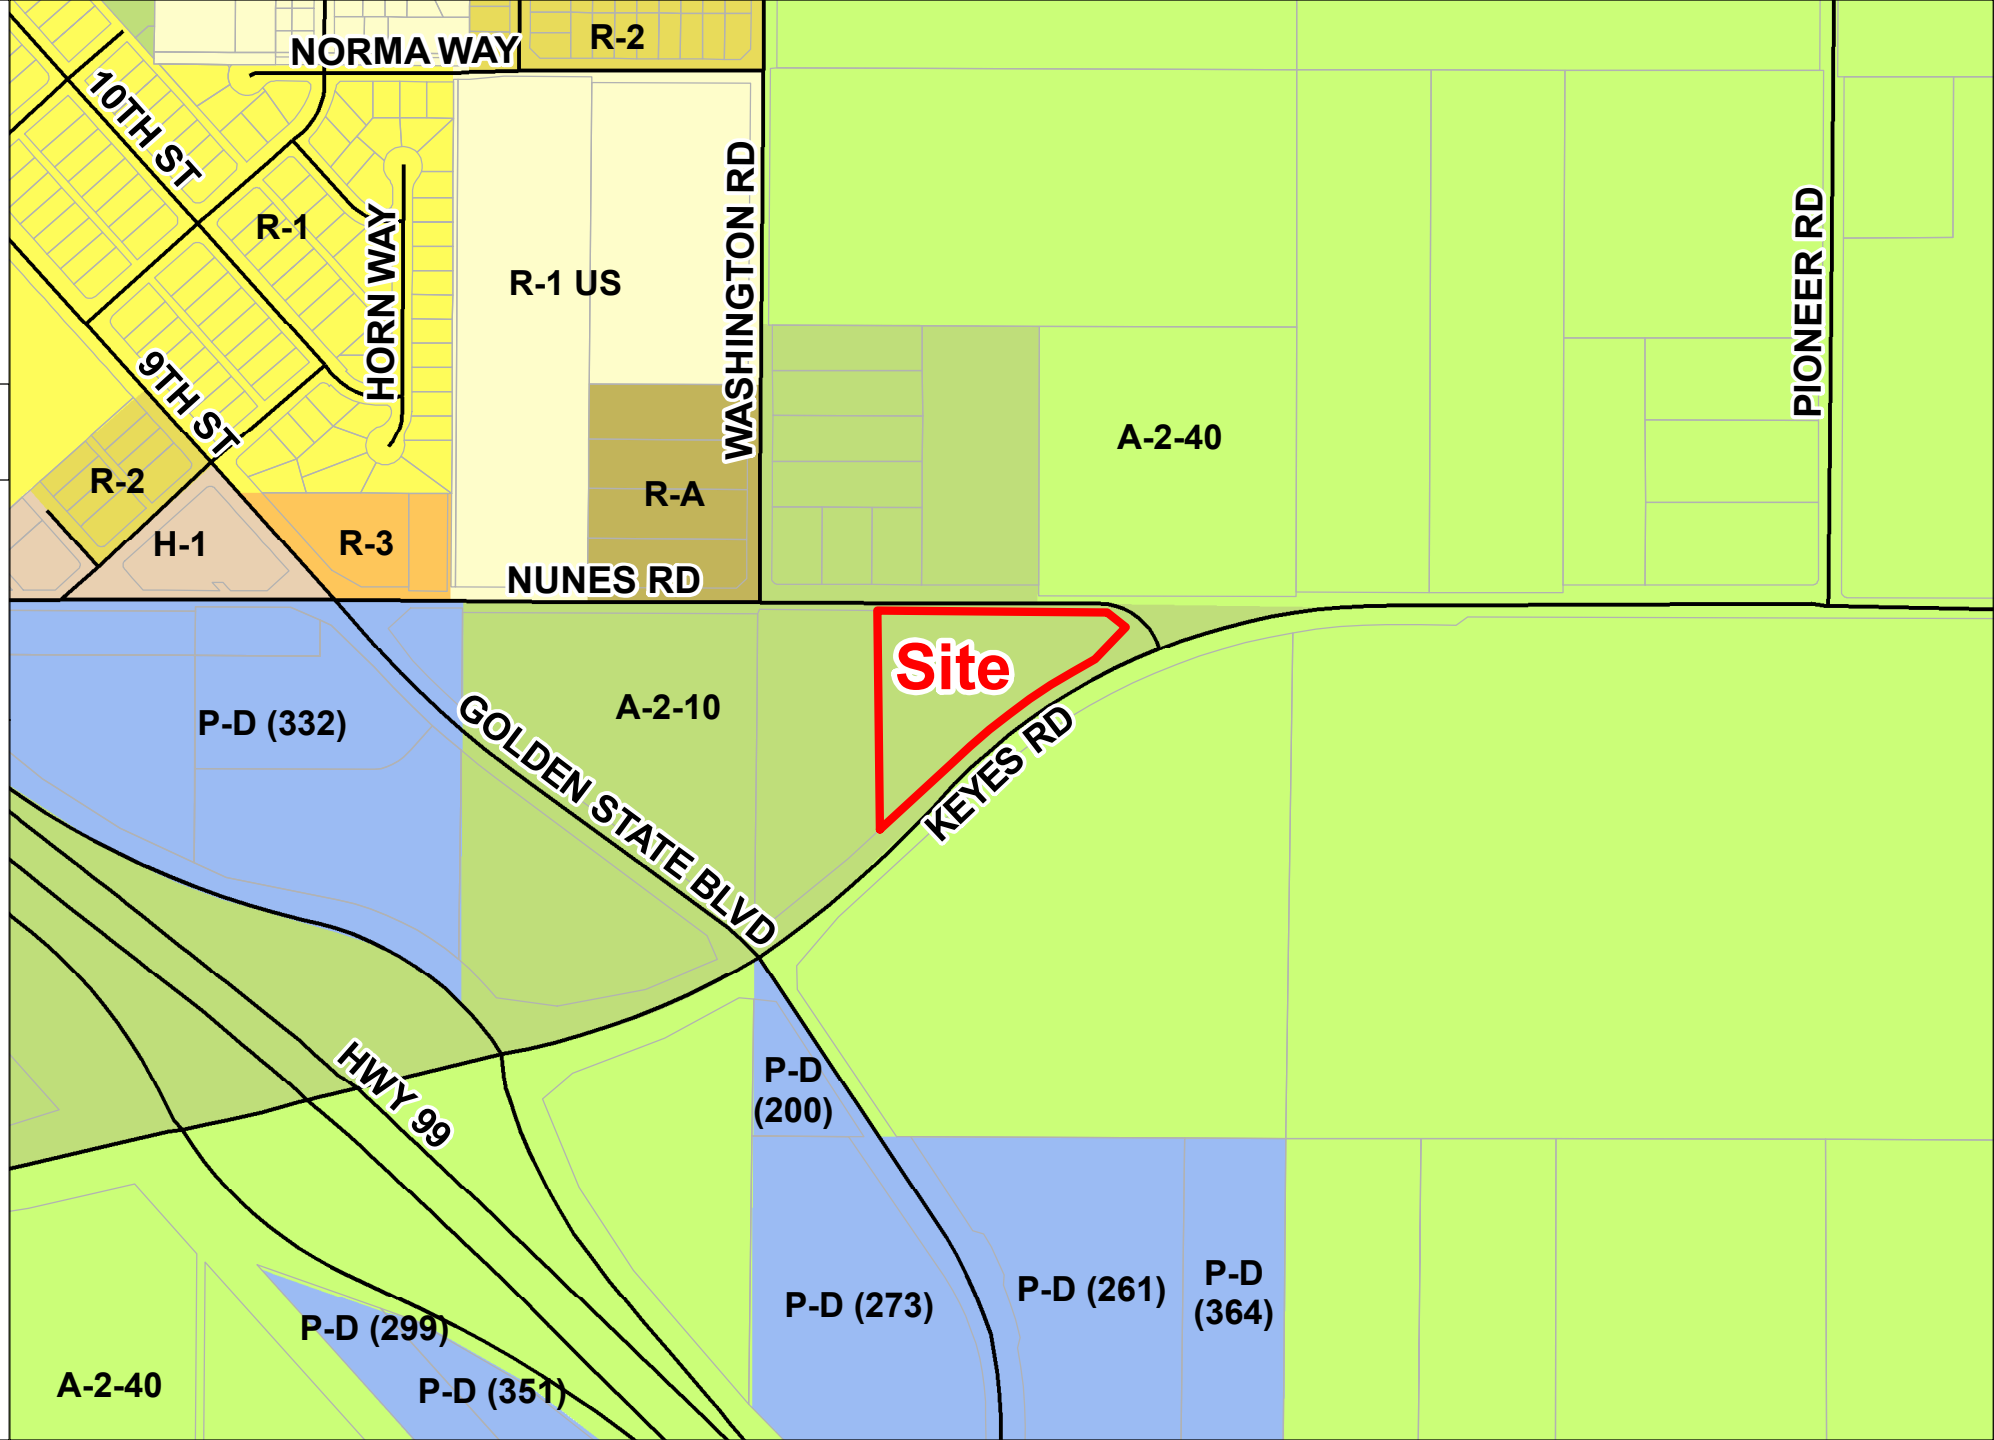 R-2
NORMA WAY
10TH ST
WASHINGTON RD
PIONEER RD
R-1
HORN WAY
R-1 US
9TH ST
A-2-40
R-2
R-A
H-1
R-3
NUNES RD
Site
A-2-10
P-D (332)
GOLDEN STATE BLVD
KEYES RD
HWY 99
P-D
(200)
P-D (273)
P-D (261)
P-D
(364)
P-D (299)
P-D (351)
A-2-40